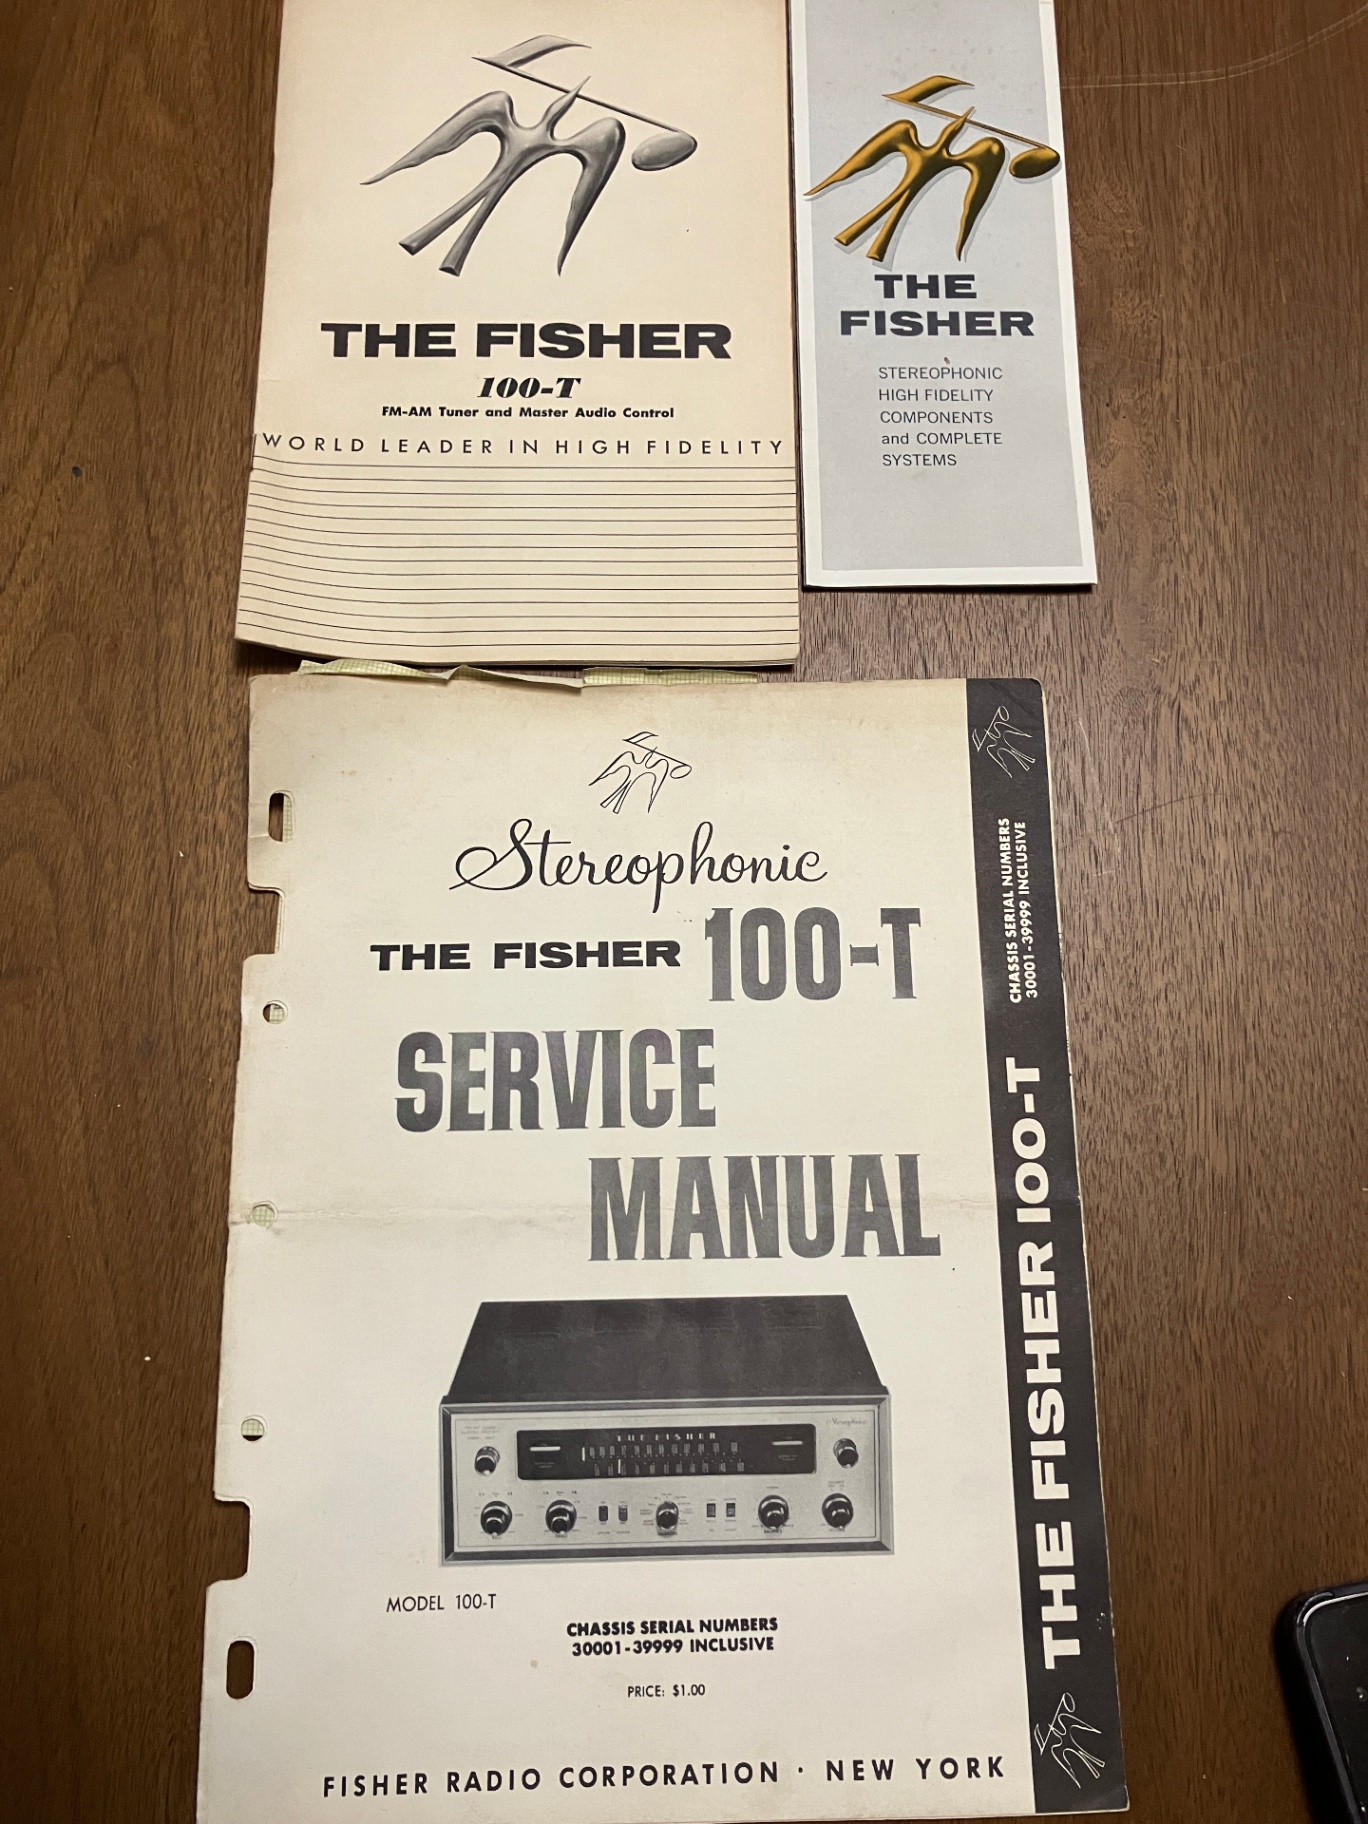 THE FISHER
100-T
FM-AM Tuner and Master Audio Control
WORLD LEADER IN HIGH FIDELITY
THE
FISHER
STEREOPHONIC
HIGH FIDELITY
COMPONENTS
and COMPLETE
SYSTEMS
Stereophonic
THE FISHER 100-T
SERVICE
MANUAL
THE FISHER
Stereophonic
MODEL 100-T
CHASSIS SERIAL NUMBERS
30001-39999 INCLUSIVE
PRICE: $1.00
FISHER RADIO CORPORATION · NEW YORK
THE FISHER 100-T
CHASSIS SERIAL NUMBERS
30001-39999 INCLUSIVE